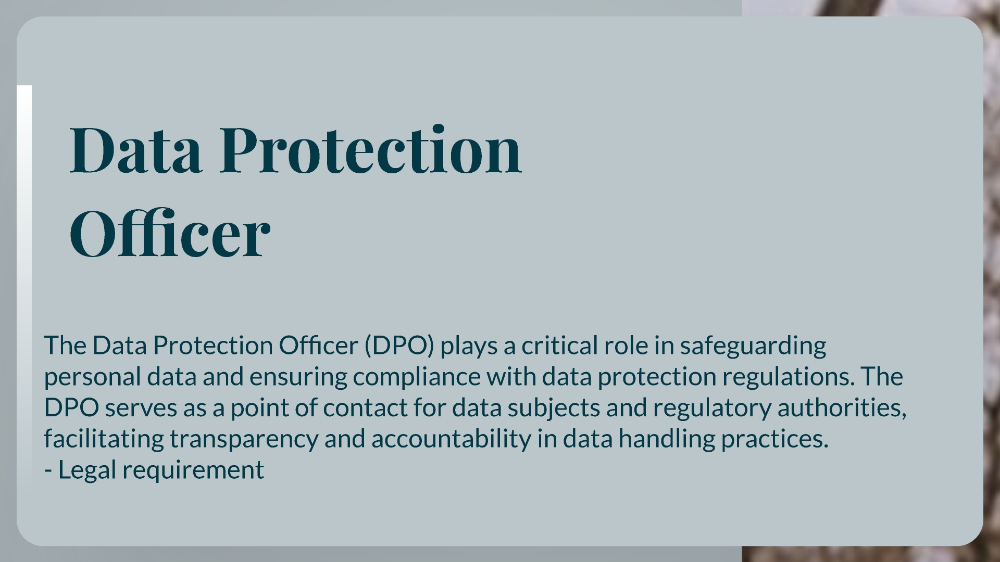 Data Protection
Officer
The Data Protection Officer (DPO) plays a critical role in safeguarding
personal data and ensuring compliance with data protection regulations. The
DPO serves as a point of contact for data subjects and regulatory authorities,
facilitating transparency and accountability in data handling practices.
- Legal requirement